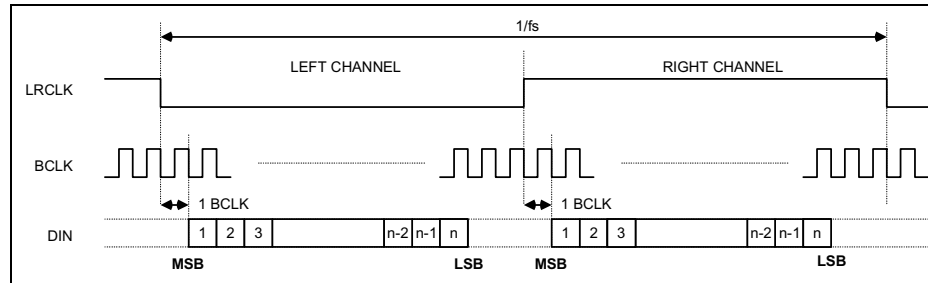 1/fs
LEFT CHANNEL RIGHT CHANNEL
LRCLK
BCLK
1 BCLK 1 BCLK
DIN 1 2 3 n-2 n-1 n 1 2 3 n-2 n-1 n
MSB LSB MSB LSB